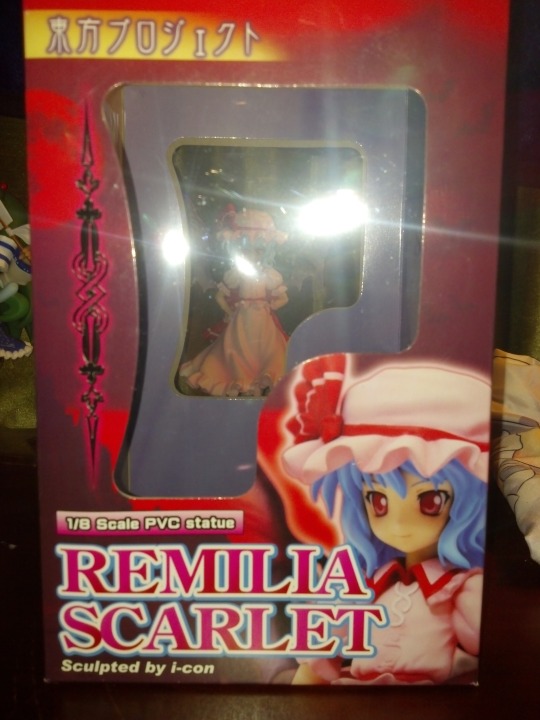 東方プロジェクト
1/8 Scale PVC statue
REMILIA
SCARLET
Sculpted by i-con